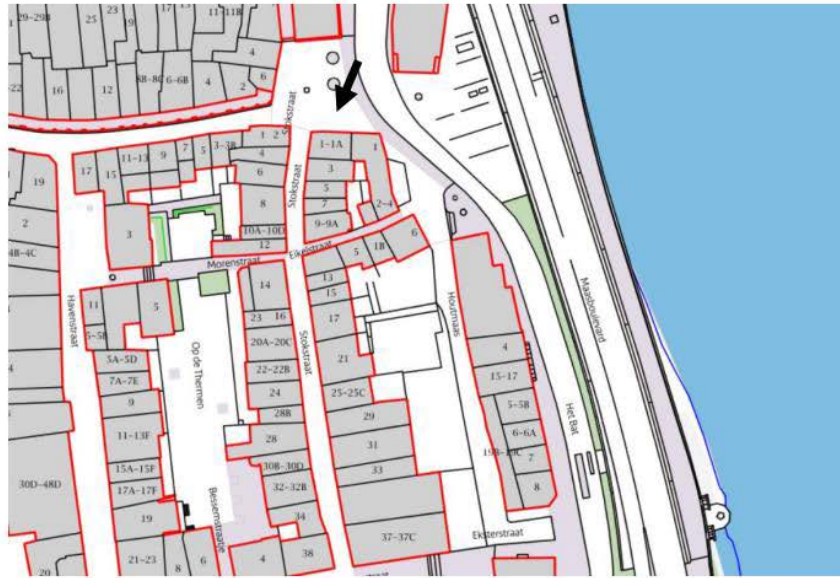 29-29B
25
23
19
17
11-11B
4
16
12
8B-8C
6-6B
4
2
6
Stokstraat
17
15
11-13
9
7
5
3-3B
1
2
4
6
8
10A-10D
12
3
1-1A
3
5
7
9-9A
1
2-4
6
19
2
4B-4C
Stokstraat
Eikelstraat
Morenstraat
5
1B
11
5
14
23
16
20A-20C
22-22B
24
28B
28
30B-30D
32-32B
34
38
4
13
15
17
21
25-25C
29
31
33
37-37C
Stokstraat
Havenstraat
Op de Thermen
5-5B
3A-5D
7A-7E
9
11-13F
15A-15F
17A-17F
19
21-23
8
6
30D-48D
20
Houtmaas
Maasboulevard
Het Bat
4
15-17
5-5B
6-6A
7
8
Eksterstraat